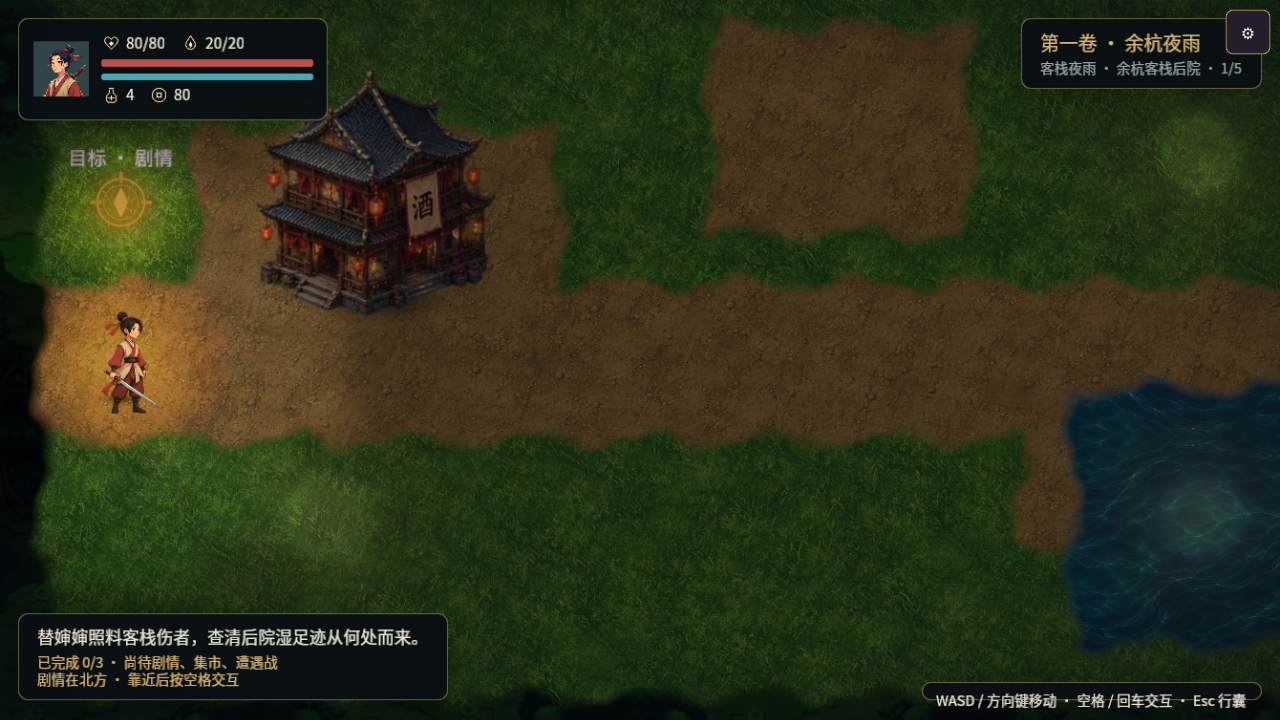 80/80 20/20
4 80
第一卷 · 余杭夜雨
客栈夜雨 · 余杭客栈后院 · 1/5
目标 · 剧情
酒
替婶婶照料客栈伤者，查清后院湿足迹从何处而来。
已完成 0/3 · 尚待剧情、集市、遭遇战
剧情在北方 · 靠近后按空格交互
WASD / 方向键移动 · 空格 / 回车交互 · Esc 行囊